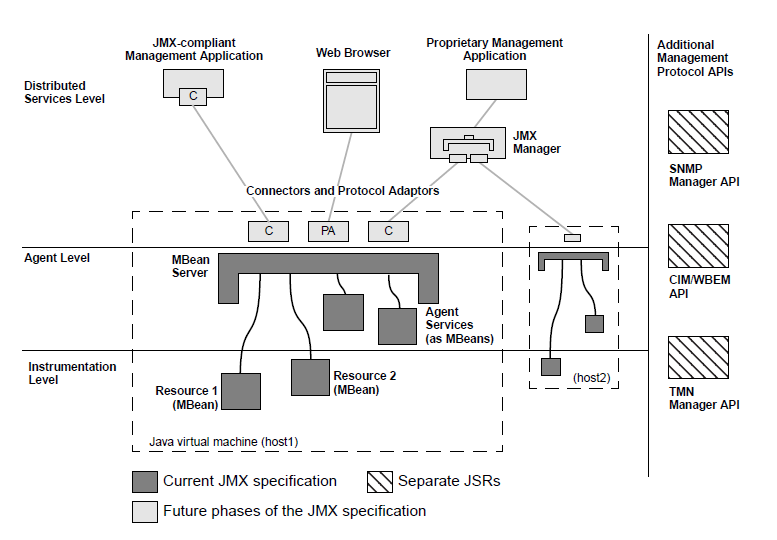 JMX-compliant
Management Application
Web Browser
Proprietary Management
Application
Additional
Management
Protocol APIs
Distributed
Services Level
C
JMX
Manager
SNMP
Manager API
Connectors and Protocol Adaptors
C
PA
C
Agent Level
MBean
Server
CIM/WBEM
API
Agent
Services
(as MBeans)
Instrumentation
Level
Resource 1
(MBean)
Resource 2
(MBean)
(host2)
TMN
Manager API
Java virtual machine (host1)
Current JMX specification
Separate JSRs
Future phases of the JMX specification